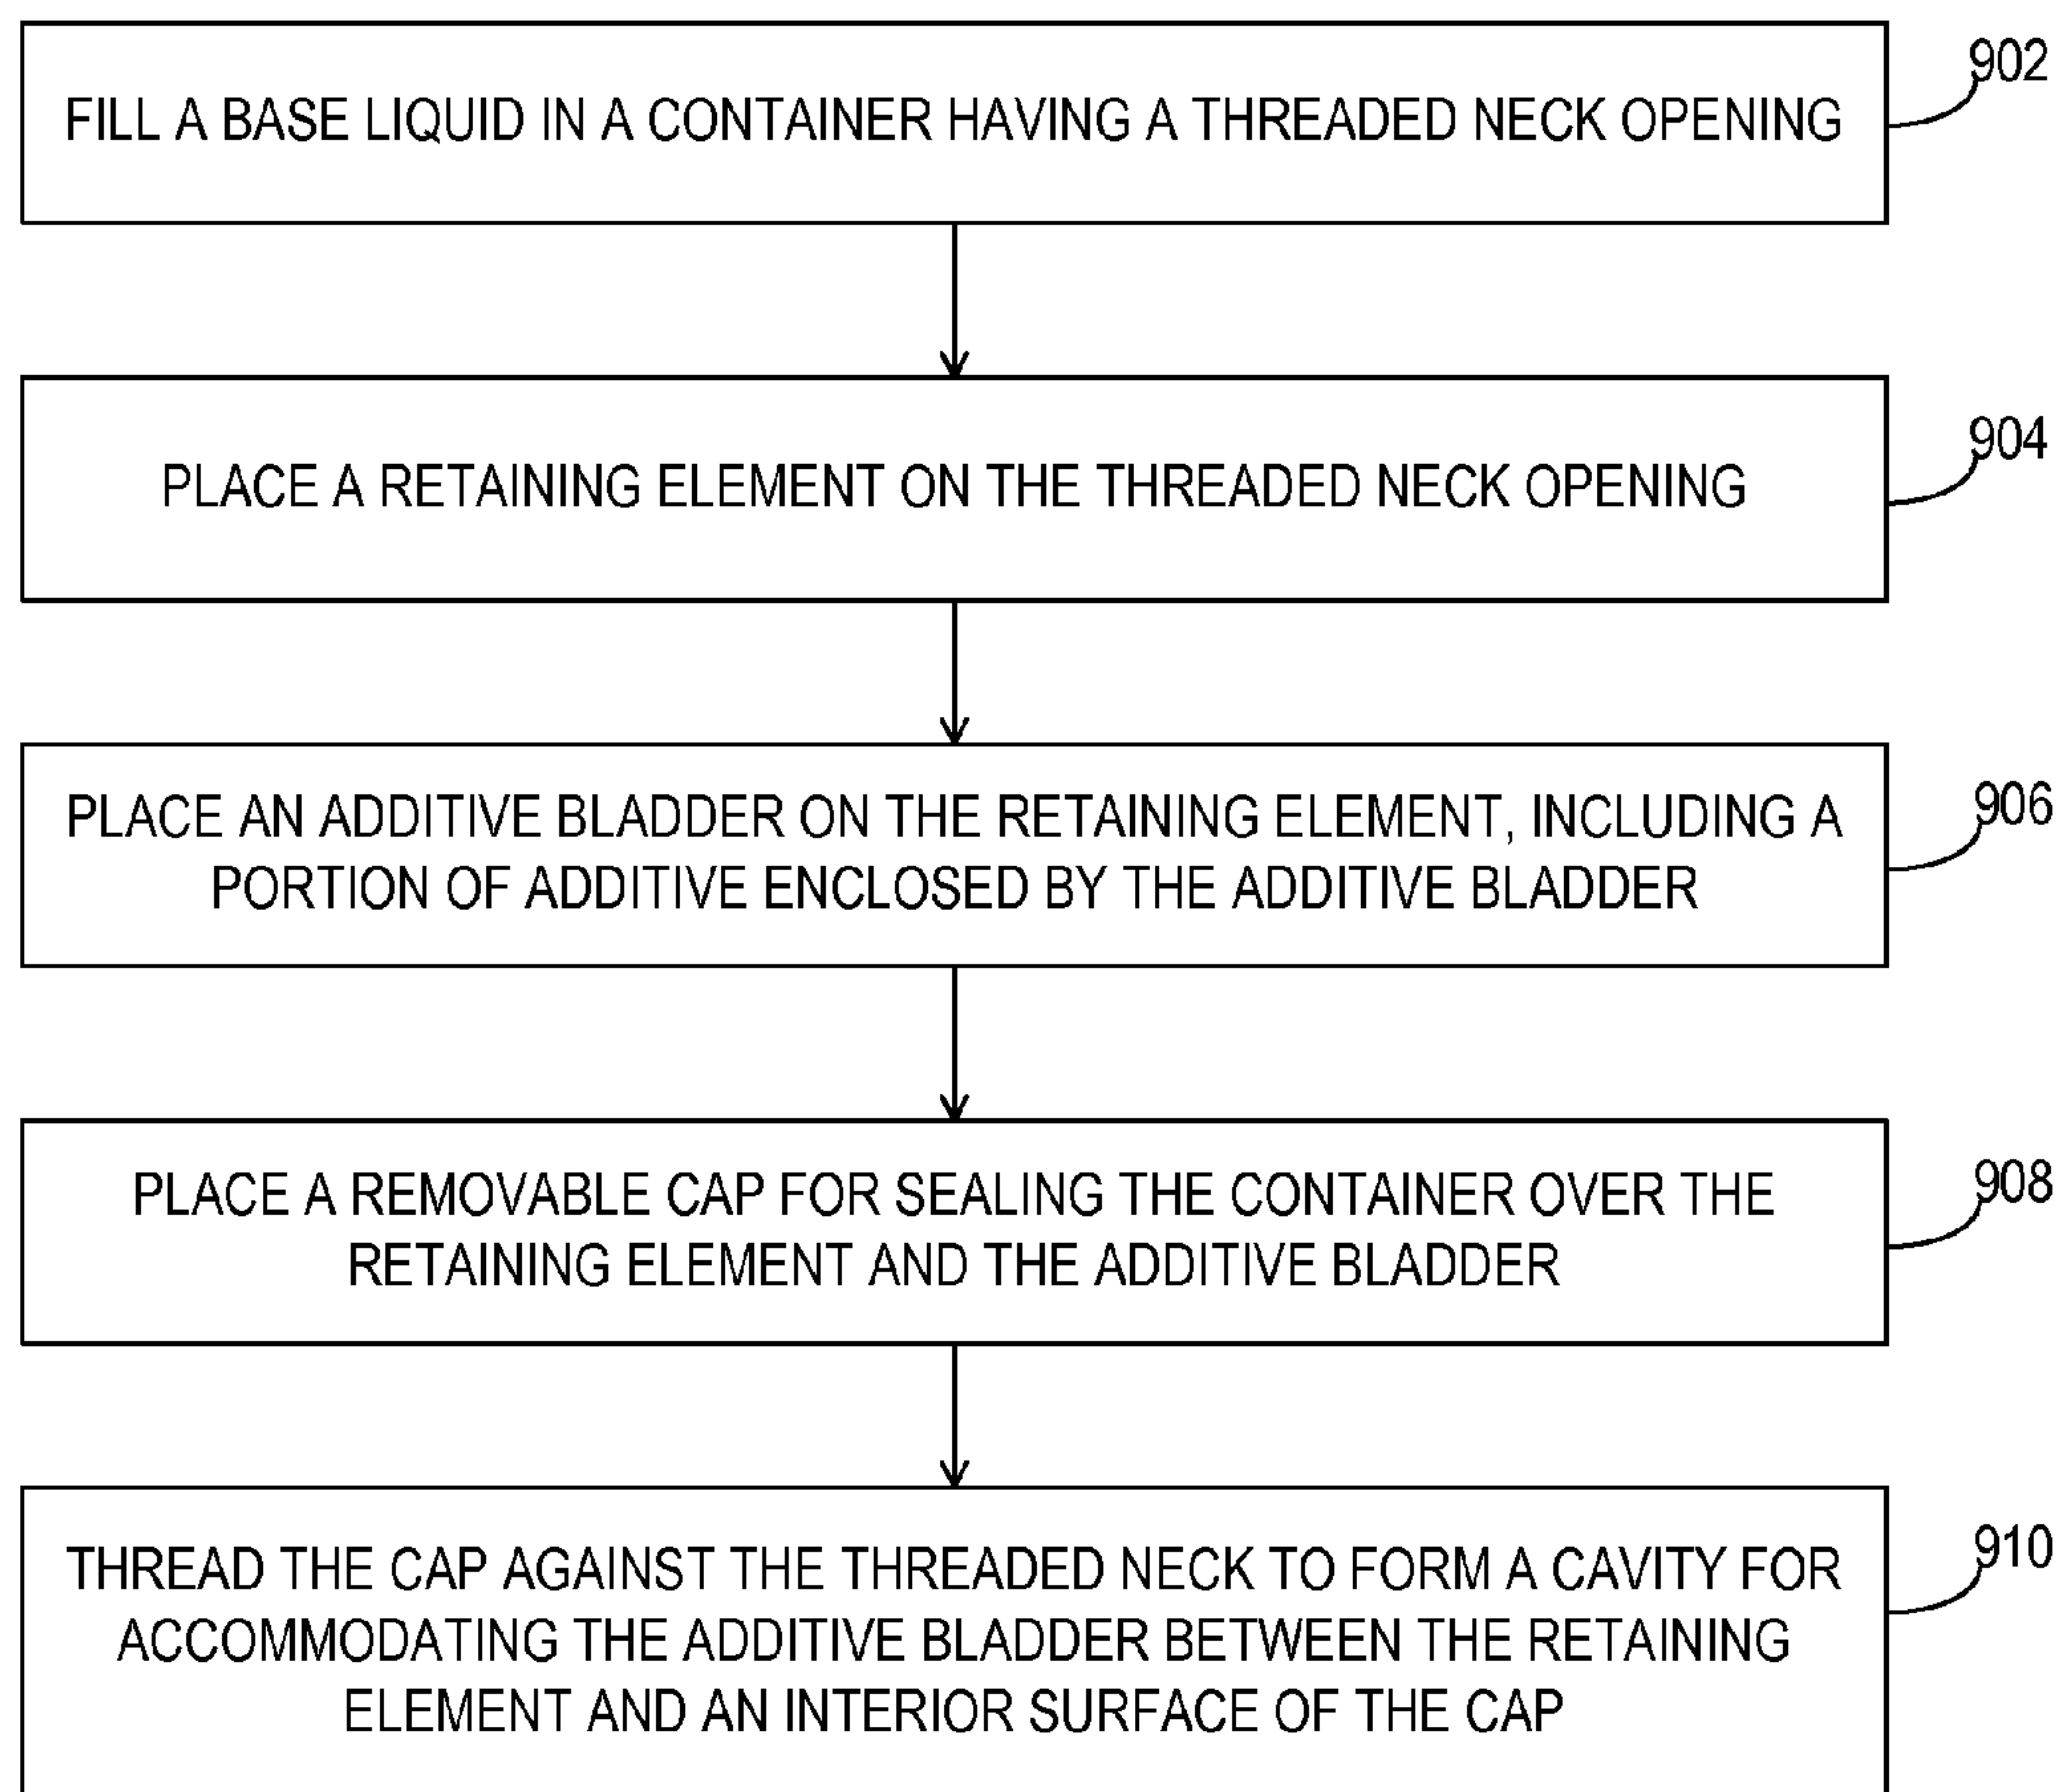 FILL A BASE LIQUID IN A CONTAINER HAVING A THREADED NECK OPENING
902
PLACE A RETAINING ELEMENT ON THE THREADED NECK OPENING
904
PLACE AN ADDITIVE BLADDER ON THE RETAINING ELEMENT, INCLUDING A
PORTION OF ADDITIVE ENCLOSED BY THE ADDITIVE BLADDER
906
PLACE A REMOVABLE CAP FOR SEALING THE CONTAINER OVER THE
RETAINING ELEMENT AND THE ADDITIVE BLADDER
908
THREAD THE CAP AGAINST THE THREADED NECK TO FORM A CAVITY FOR
ACCOMMODATING THE ADDITIVE BLADDER BETWEEN THE RETAINING
ELEMENT AND AN INTERIOR SURFACE OF THE CAP
910